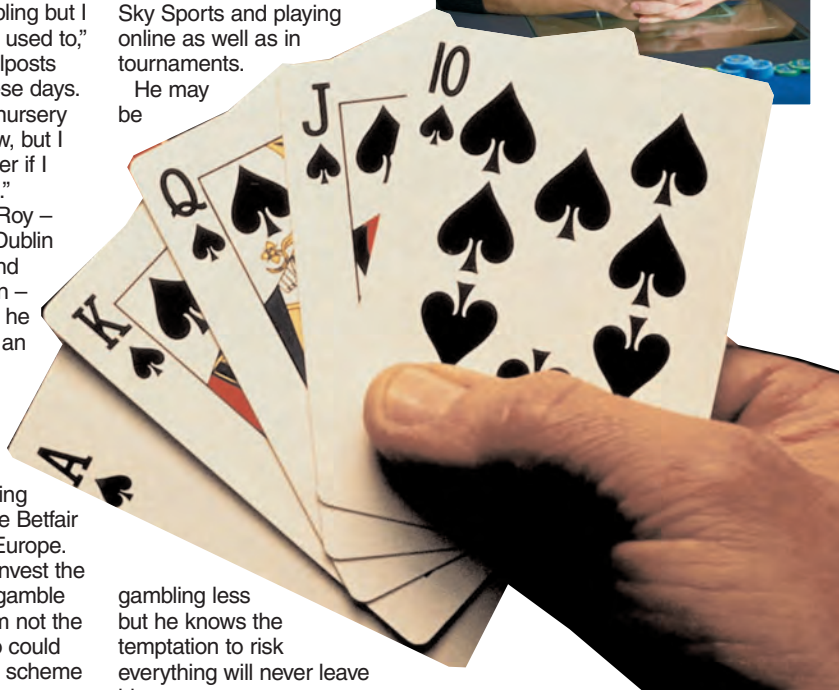 bling but I
used to,”
lposts
se days.
nursery
w, but I
er if I
.”
Roy –
Dublin
nd
n –
he
an
ing
e Betfair
Europe.
nvest the
gamble
n not the
o could
scheme
Sky Sports and playing
online as well as in
tournaments.
He may
be
gambling less
but he knows the
temptation to risk
everything will never leave
10
J
Q
K
A